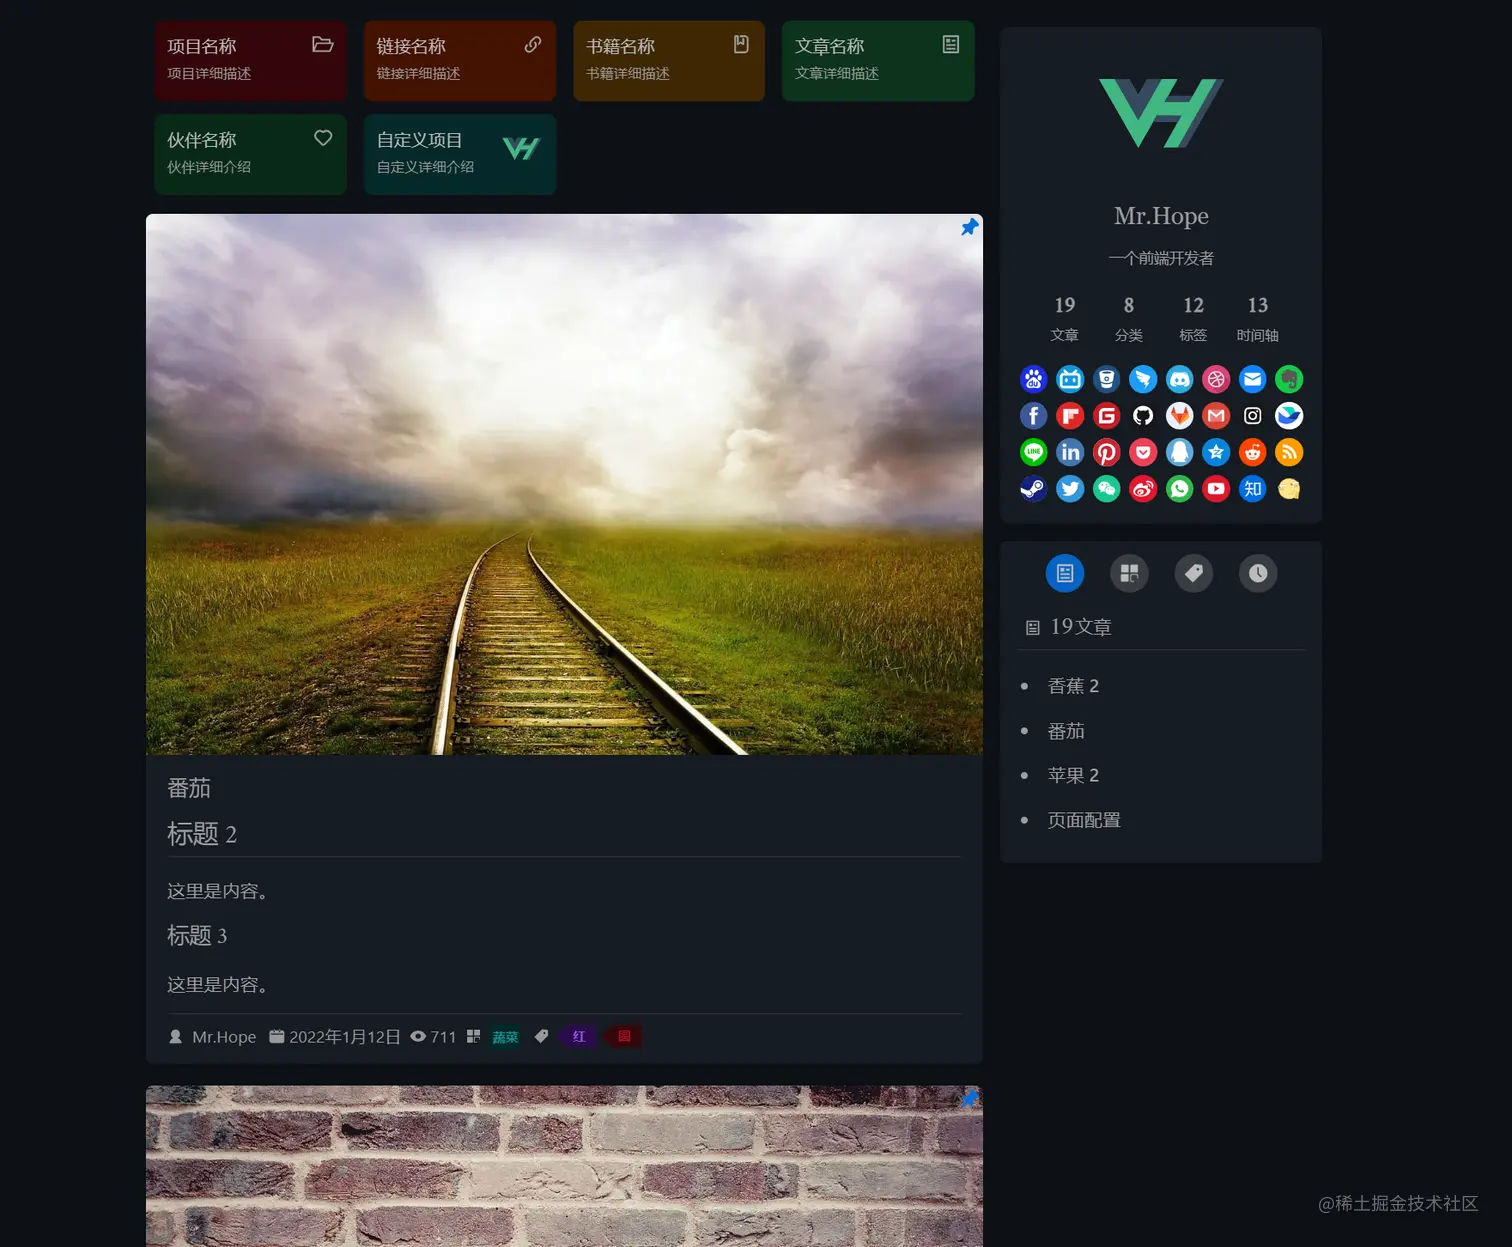 项目名称
项目详细描述
链接名称
链接详细描述
书籍名称
书籍详细描述
文章名称
文章详细描述
伙伴名称
伙伴详细介绍
自定义项目
自定义详细介绍
番茄
标题 2
这里是内容。
标题 3
这里是内容。
Mr.Hope 2022年1月12日 711 蔬菜 红 圆
Mr.Hope
一个前端开发者
19 8 12 13
文章 分类 标签 时间轴
du
LINE in
知
19文章
香蕉 2
番茄
苹果 2
页面配置
@稀土掘金技术社区